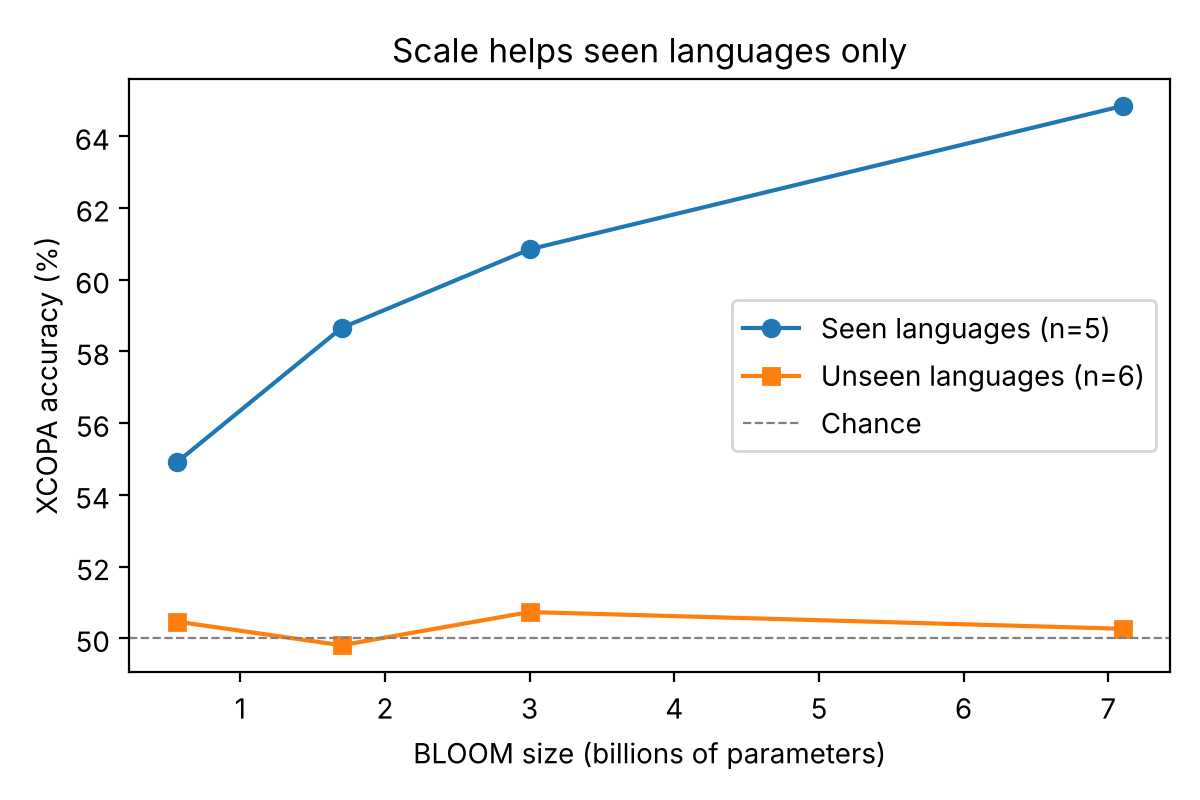 Scale helps seen languages only
64
62
60
58
56
54
52
50
XCOPA accuracy (%)
Seen languages (n=5)
Unseen languages (n=6)
Chance
1 2 3 4 5 6 7
BLOOM size (billions of parameters)